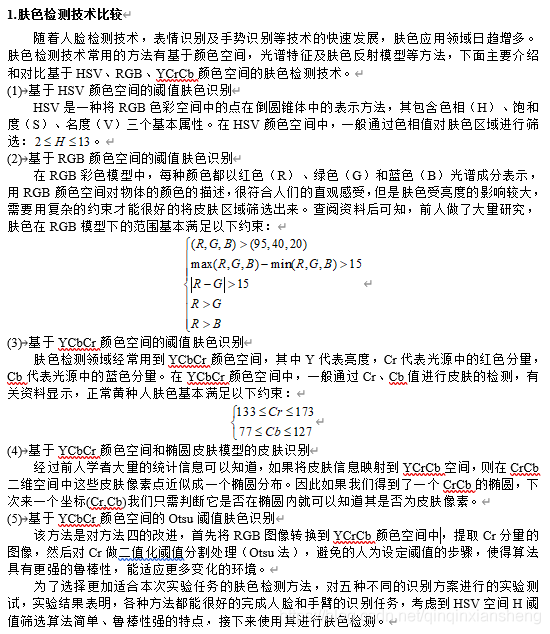 1.肤色检测技术比较
随着人脸检测技术，表情识别及手势识别等技术的快速发展，肤色应用领域日趋增多。
肤色检测技术常用的方法有基于颜色空间，光谱特征及肤色反射模型等方法，下面主要介绍
和对比基于 HSV、RGB、YCrCb 颜色空间的肤色检测技术。
(1)→基于 HSV 颜色空间的阈值肤色识别
HSV 是一种将 RGB 色彩空间中的点在倒圆锥体中的表示方法，其包含色相（H）、饱和
度（S）、名度（V）三个基本属性。在 HSV 颜色空间中，一般通过色相值对肤色区域进行筛
选：2≤H≤13。
(2)→基于 RGB 颜色空间的阈值肤色识别
在 RGB 彩色模型中，每种颜色都以红色（R）、绿色（G）和蓝色（B）光谱成分表示，
用 RGB 颜色空间对物体的颜色的描述，很符合人们的直观感受，但是肤色受亮度的影响较大，
需要用复杂的约束才能很好的将皮肤区域筛选出来。查阅资料后可知，前人做了大量研究，
肤色在 RGB 模型下的范围基本满足以下约束：
(R,G,B)>(95,40,20)
max(R,G,B)−min(R,G,B)>15
|R−G|>15
R>G
R>B
(3)→基于 YCbCr 颜色空间的阈值肤色识别
肤色检测领域经常用到 YCbCr 颜色空间，其中 Y 代表亮度，Cr 代表光源中的红色分量，
Cb 代表光源中的蓝色分量。在 YCbCr 颜色空间中，一般通过 Cr、Cb 值进行皮肤的检测，有
关资料显示，正常黄种人肤色基本满足以下约束：
133≤Cr≤173
77≤Cb≤127
(4)→基于 YCbCr 颜色空间和椭圆皮肤模型的皮肤识别
经过前人学者大量的统计信息可以知道，如果将皮肤信息映射到 YCrCb 空间，则在 CrCb
二维空间中这些皮肤像素点近似成一个椭圆分布。因此如果我们得到了一个 CrCb 的椭圆，下
次来一个坐标(Cr,Cb)我们只需判断它是否在椭圆内就可以知道其是否为皮肤像素。
(5)→基于 YCbCr 颜色空间的 Otsu 阈值肤色识别
该方法是对方法四的改进，首先将 RGB 图像转换到 YCrCb 颜色空间中，提取 Cr 分量的
图像，然后对 Cr 做二值化阈值分割处理（Otsu 法），避免的人为设定阈值的步骤，使得算法
具有更强的鲁棒性，能适应更多变化的环境。
为了选择更加适合本次实验任务的肤色检测方法，对五种不同的识别方案进行的实验测
试，实验结果表明，各种方法都能很好的完成人脸和手臂的识别任务，考虑到 HSV 空间 H 阈
值筛选算法简单、鲁棒性强的特点，接下来使用其进行肤色检测。